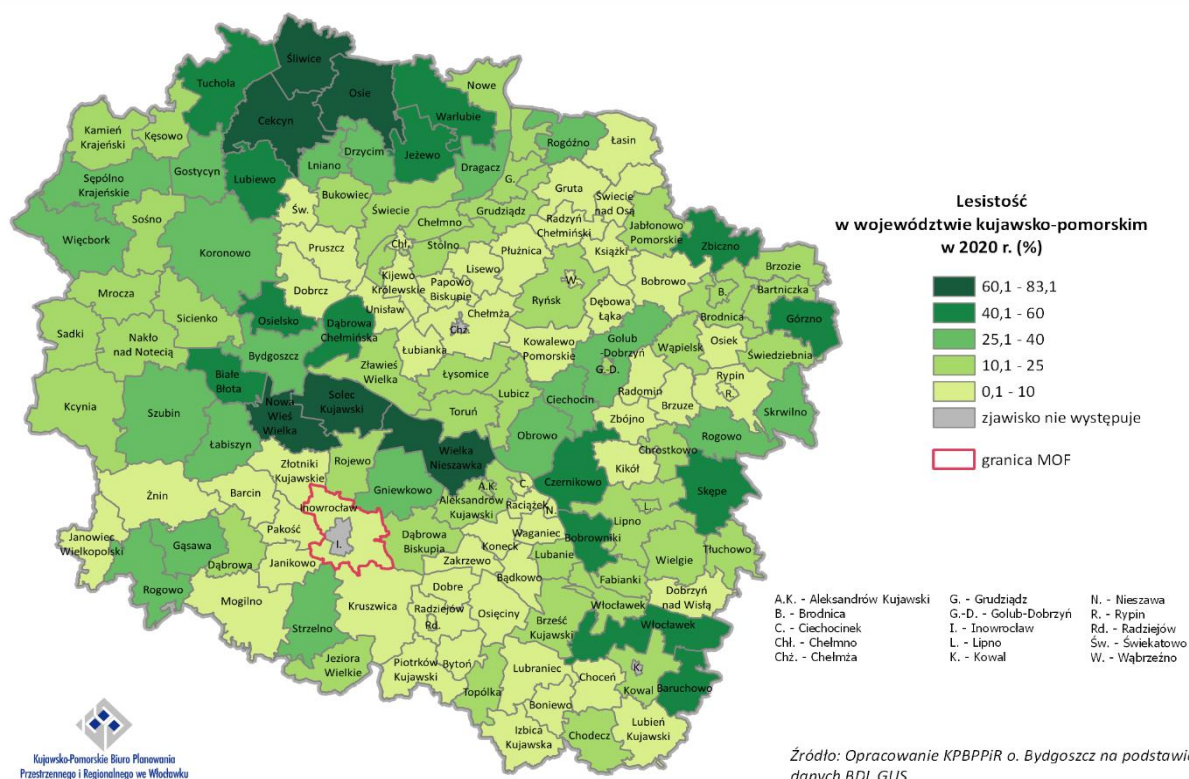 Śliwice
Tuchola
Osie
Nowe
Cekcyn
Warlubie
Kamień
Krajeński
Kęsowo
Rogóźno
Łasin
Drzycim
Jeżewo
Gostycyn
Lniano
Dragacz
Sępólno
Krajeńskie
Lubiewo
G.
Gruta
Świecie
nad Osą
Bukowiec
Św.
Świecie
Grudziądz
Radzyń
Chełmiński
Sośno
Chełmno
Jabłonowo
Pomorskie
Zbiczno
Więcbork
Koronowo
Pruszcz
Chł.
Stolno
Płużnica
Książki
Brzozie
Kijewo
Królewskie
Papowo
Biskupie
Lisewo
W.
Bobrowo
B.
Bartniczka
Mrocza
Dobrcz
Unisław
Chełmża
Ryńsk
Dębowa
Łąka
Brodnica
Górzno
Sicienko
Osielsko
Dąbrowa
Chełmińska
Chż.
Golub
-Dobrzyń
Wąpielsk
Osiek
Sadki
Nakło
nad Notecią
Bydgoszcz
Łubianka
Kowalewo
Pomorskie
Świedziebnia
Zławieś
Wielka
Łysomice
G.-D.
Rypin
R.
Białe
Błota
Radomin
Kcynia
Szubin
Nowa
Wieś
Wielka
Solec
Kujawski
Lubicz
Ciechocin
Brzuze
Toruń
Zbójno
Skrwilno
Łabiszyn
Obrowo
Rogowo
Złotniki
Kujawskie
Rojewo
Wielka
Nieszawka
Czernikowo
Kikół
Chrostkowo
Gniewkowo
A.K.
Aleksandrów
Kujawski
C.
Raciążek
Skępe
Żnin
Barcin
Inowrocław
N.
L.
Lipno
Janowiec
Wielkopolski
Pakość
I.
Dąbrowa
Biskupia
Waganiec
Bobrowniki
Tłuchowo
Gąsawa
Koneck
Lubanie
Wielgie
Dąbrowa
Janikowo
Zakrzewo
Rogowo
Bądkowo
Fabianki
Dobre
Mogilno
Kruszwica
Dobrzyń
nad Wisłą
Radziejów
Rd.
Osięciny
Włocławek
Strzelno
Brześć
Kujawski
Włocławek
Jeziora
Wielkie
Piotrków
Kujawski
Bytoń
Lubraniec
K.
Choceń
Baruchowo
Topólka
Kowal
Boniewo
Izbica
Kujawska
Chodecz
Lubień
Kujawski
Lesistość
w województwie kujawsko-pomorskim
w 2020 r. (%)
60,1 - 83,1
40,1 - 60
25,1 - 40
10,1 - 25
0,1 - 10
zjawisko nie występuje
granica MOF
A.K. - Aleksandrów Kujawski
B. - Brodnica
C. - Ciechocinek
Chł. - Chełmno
Chż. - Chełmża
G. - Grudziądz
G.-D. - Golub-Dobrzyń
I. - Inowrocław
L. - Lipno
K. - Kowal
N. - Nieszawa
R. - Rypin
Rd. - Radziejów
Św. - Świekatowo
W. - Wąbrzeźno
Kujawsko-Pomorskie Biuro Planowania
Przestrzennego i Regionalnego we Włocławku
Źródło: Opracowanie KPBPPiR o. Bydgoszcz na podstawie
danych BDL GUS